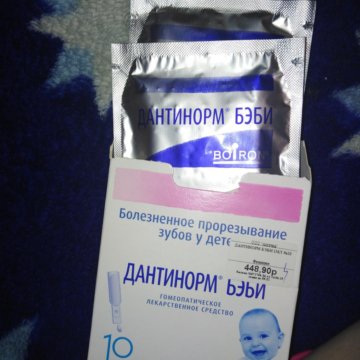 ДАНТИНОРМ® БЭБИ
BOIRON
Болезненное прорезывание
зубов у дете
ДАНТИНОРМ® БЭБИ
ГОМЕОПАТИЧЕСКОЕ
ЛЕКАРСТВЕННОЕ СРЕДСТВО
448,90р
10